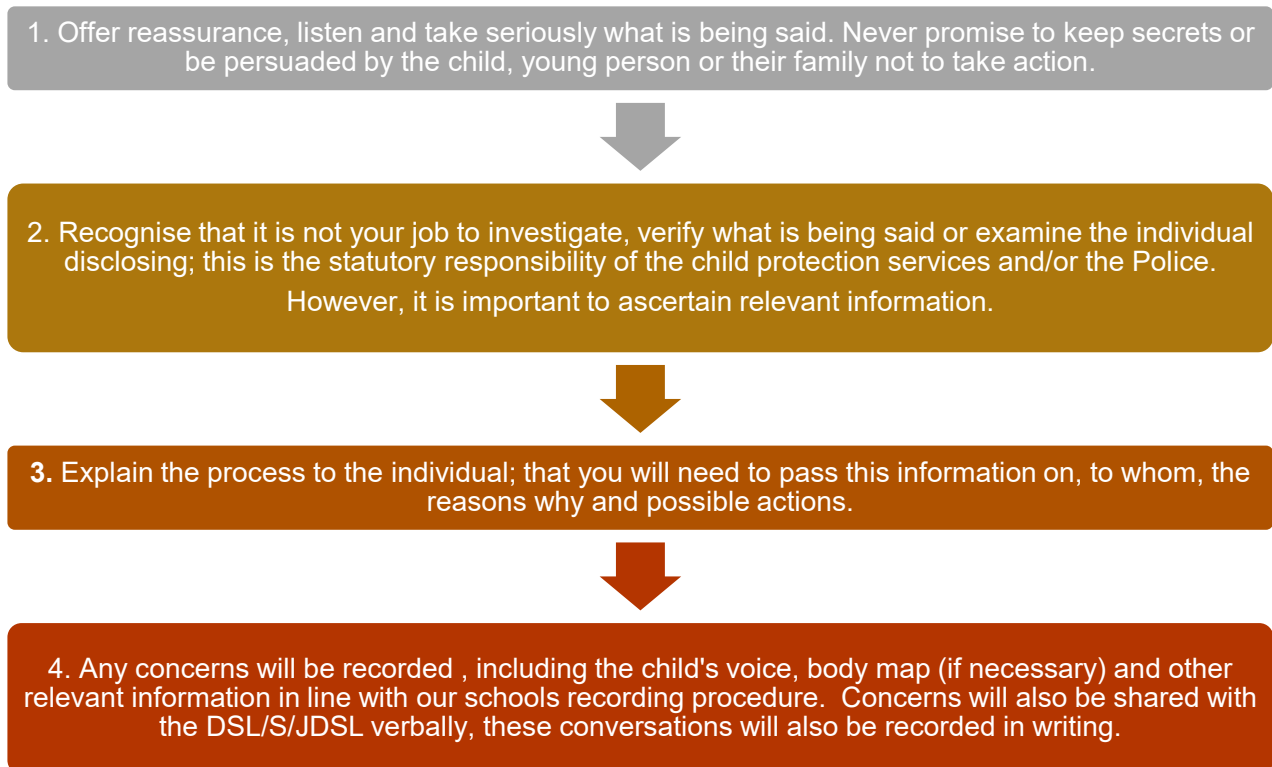 1. Offer reassurance, listen and take seriously what is being said. Never promise to keep secrets or
be persuaded by the child, young person or their family not to take action.
2. Recognise that it is not your job to investigate, verify what is being said or examine the individual
disclosing; this is the statutory responsibility of the child protection services and/or the Police.
However, it is important to ascertain relevant information.
3. Explain the process to the individual; that you will need to pass this information on, to whom, the
reasons why and possible actions.
4. Any concerns will be recorded , including the child's voice, body map (if necessary) and other
relevant information in line with our schools recording procedure.  Concerns will also be shared with
the DSL/S/JDSL verbally, these conversations will also be recorded in writing.